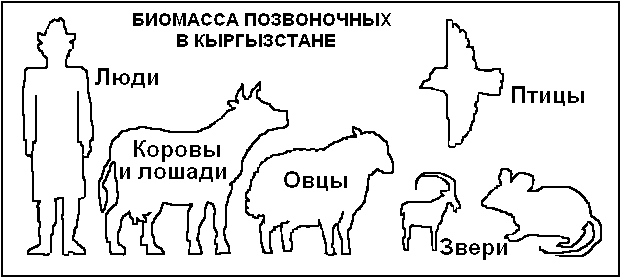 БИОМАССА ПОЗВОНОЧНЫХ
В КЫРГЫЗСТАНЕ
Люди
Птицы
Коровы
и лошади
Овцы
Звери